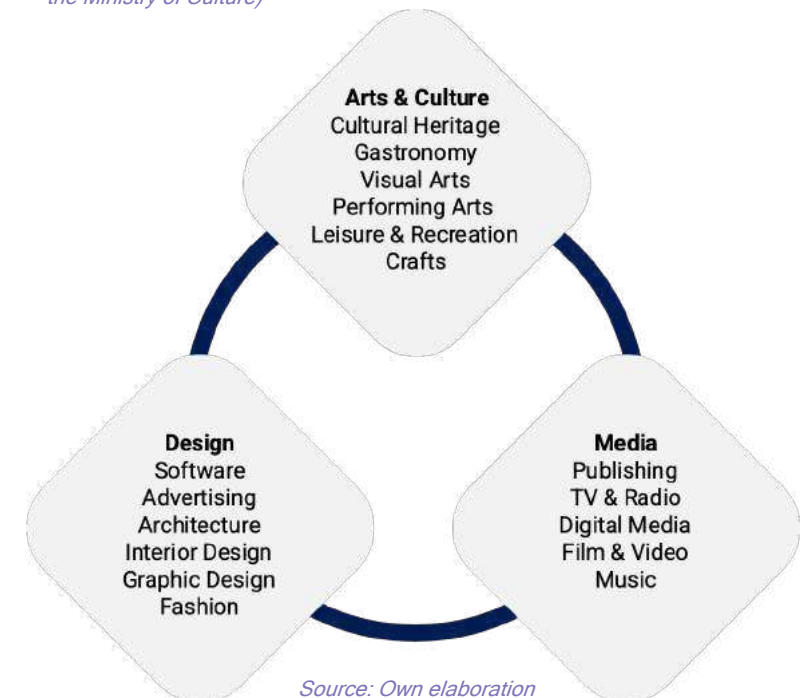 the Ministry of Culture)
Arts & Culture
Cultural Heritage
Gastronomy
Visual Arts
Performing Arts
Leisure & Recreation
Crafts
Design
Software
Advertising
Architecture
Interior Design
Graphic Design
Fashion
Media
Publishing
TV & Radio
Digital Media
Film & Video
Music
Source: Own elaboration